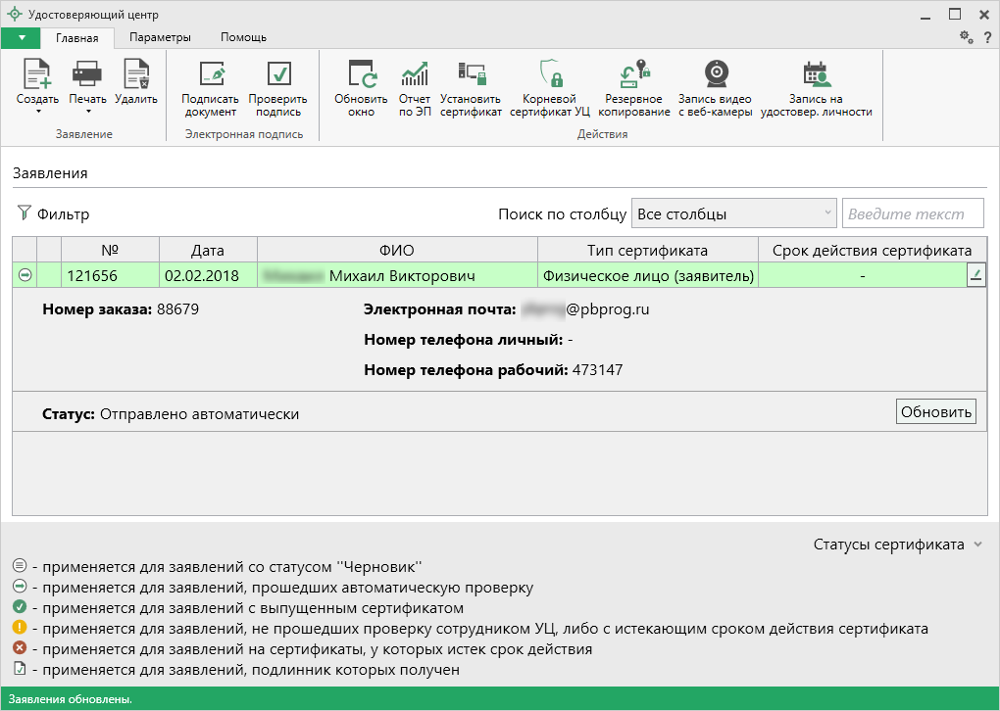 Удостоверяющий центр
Главная Параметры Помощь
?
Создать Печать Удалить
Подписать документ
Проверить подпись
Обновить окно
Отчет по ЭП
Установить сертификат
Корневой сертификат УЦ
Резервное копирование
Запись видео с веб-камеры
Запись на удостовер. личности
Заявление Электронная подпись Действия
Заявления
Фильтр Поиск по столбцу Все столбцы Введите текст
№ Дата ФИО Тип сертификата Срок действия сертификата
121656 02.02.2018 Михаил Викторович Физическое лицо (заявитель) -
Номер заказа: 88679 Электронная почта: @pbprog.ru
Номер телефона личный: -
Номер телефона рабочий: 473147
Статус: Отправлено автоматически Обновить
Статусы сертификата
- применяется для заявлений со статусом ''Черновик''
- применяется для заявлений, прошедших автоматическую проверку
- применяется для заявлений с выпущенным сертификатом
- применяется для заявлений, не прошедших проверку сотрудником УЦ, либо с истекающим сроком действия сертификата
- применяется для заявлений на сертификаты, у которых истек срок действия
- применяется для заявлений, подлинник которых получен
Заявления обновлены.